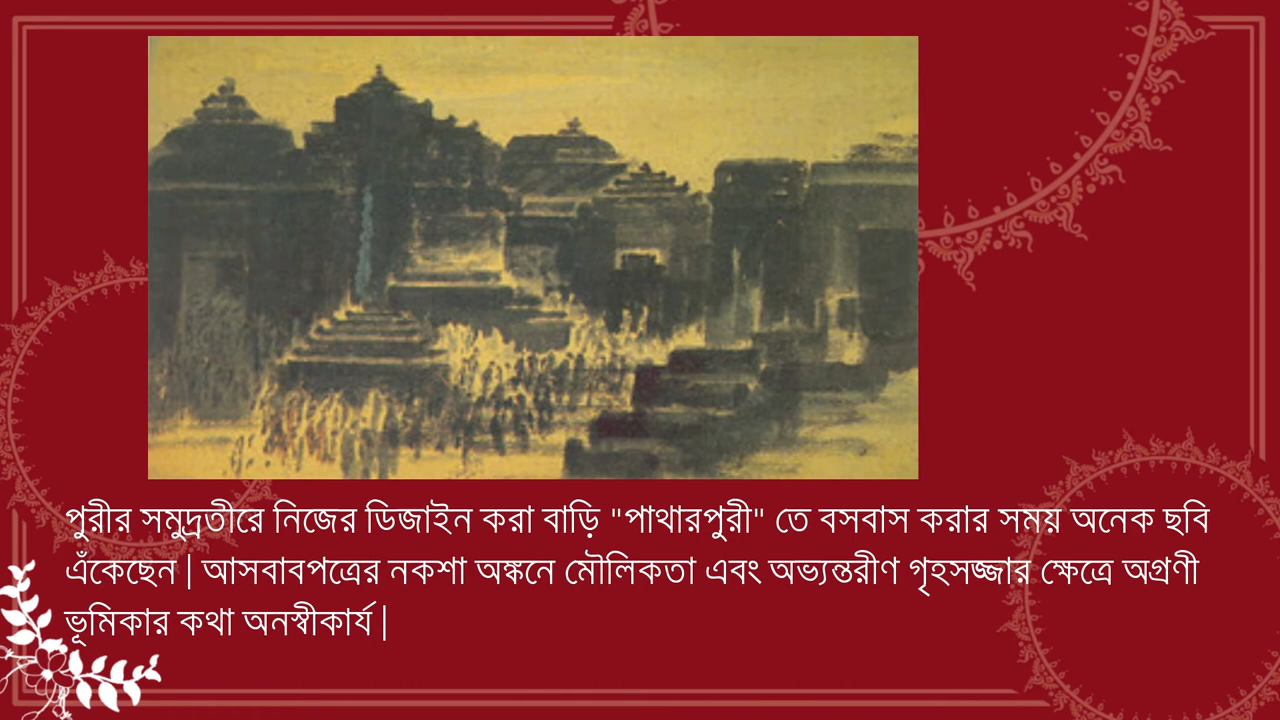 পুরীর সমুদ্রতীরে নিজের ডিজাইন করা বাড়ি "পাথারপুরী" তে বসবাস করার সময় অনেক ছবি
এঁকেছেন | আসবাবপত্রের নকশা অঙ্কনে মৌলিকতা এবং অভ্যন্তরীণ গৃহসজ্জার ক্ষেত্রে অগ্রণী
ভূমিকার কথা অনস্বীকার্য |